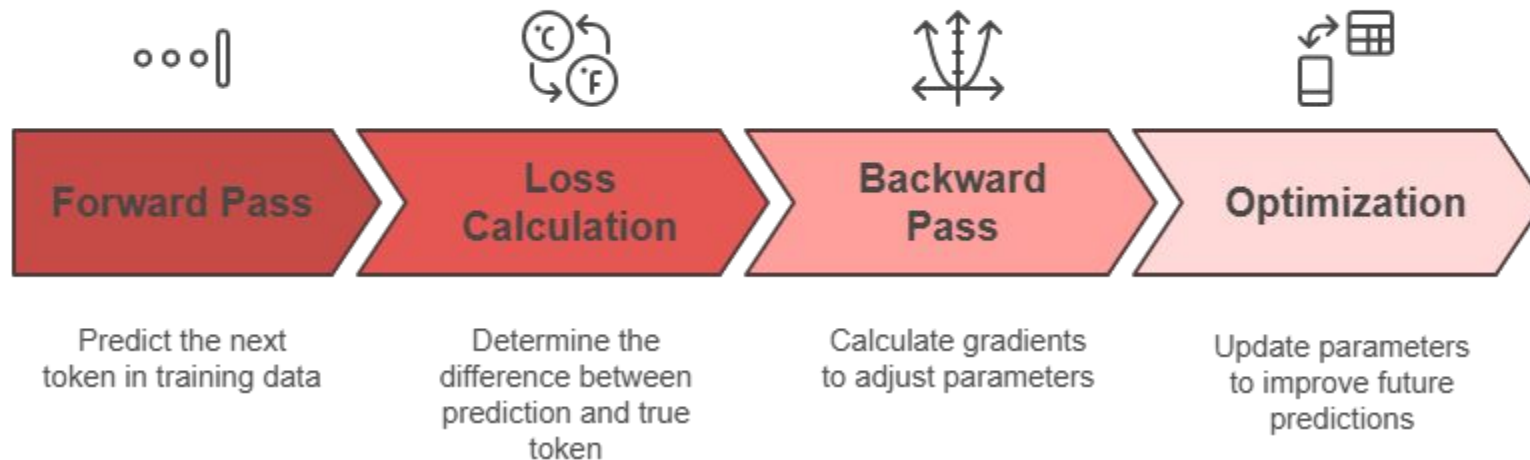 °C
°F
Forward Pass
Loss
Calculation
Backward
Pass
Optimization
Predict the next
token in training data
Determine the
difference between
prediction and true
token
Calculate gradients
to adjust parameters
Update parameters
to improve future
predictions